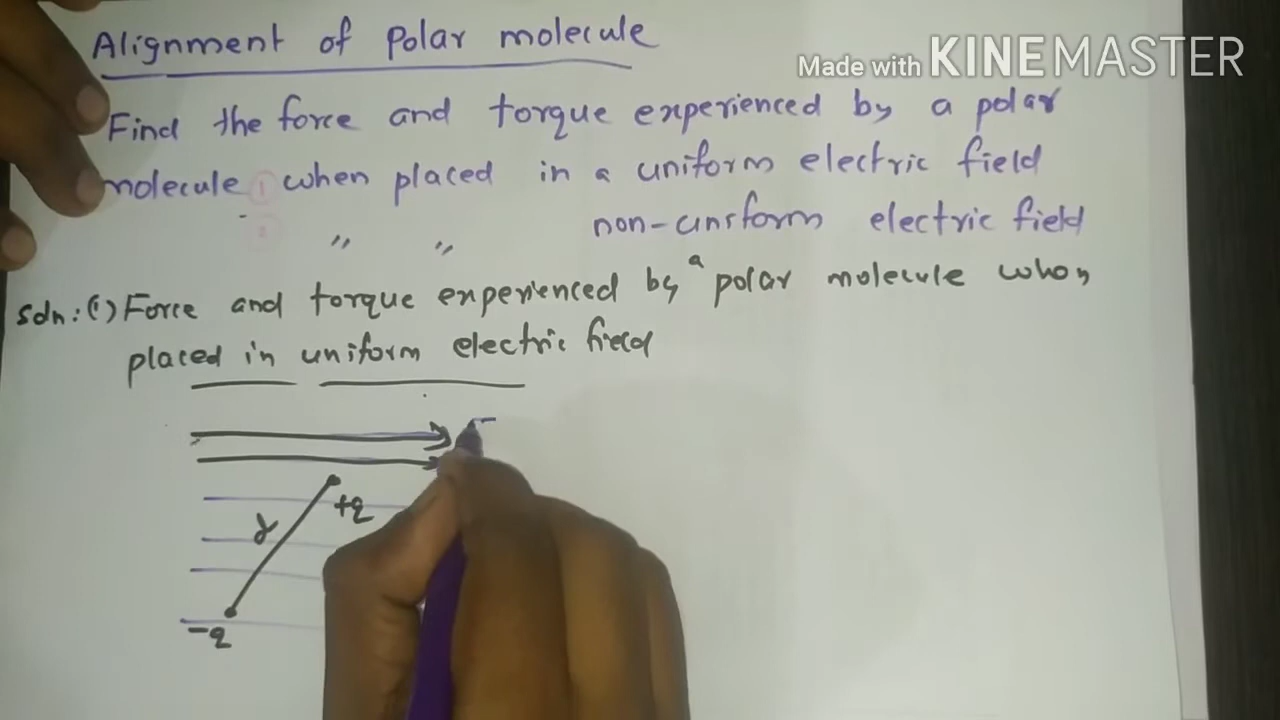 Alignment of polar molecule
Made with KINEMASTER
Find the force and torque experienced by a polar
molecule when placed in a uniform electric field
" " non-uniform electric field
Soln: (i) Force and torque experienced by a polar molecule when
placed in uniform electric field
+q
-q